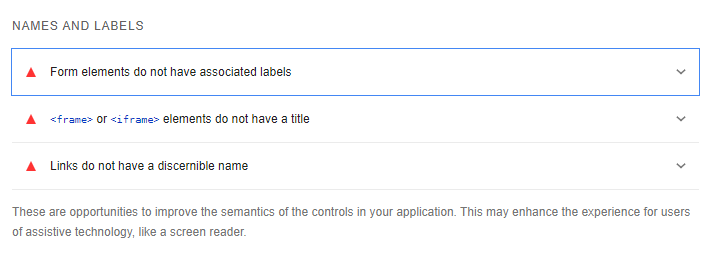 NAMES AND LABELS
Form elements do not have associated labels
<frame> or <iframe> elements do not have a title
Links do not have a discernible name
These are opportunities to improve the semantics of the controls in your application. This may enhance the experience for users
of assistive technology, like a screen reader.